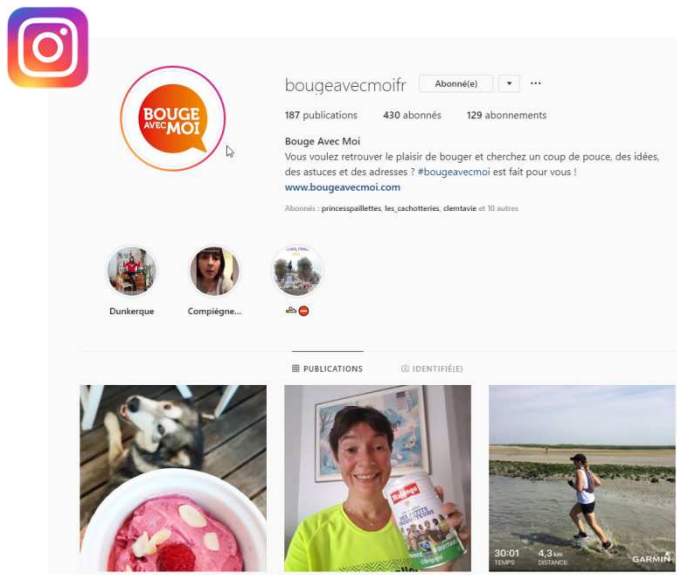 bougeavecmoifr Abonné(e) ▼ •••
BOUGE
AVEC MOI
187 publications 430 abonnés 129 abonnements
Bouge Avec Moi
Vous voulez retrouver le plaisir de bouger et cherchez un coup de pouce, des idées,
des astuces et des adresses ? #bougeavecmoi est fait pour vous !
www.bougeavecmoi.com
Abonnés : princesspaillettes, les_cachotteries, clemtavie et 10 autres
Dunkerque Compiègne...
PUBLICATIONS IDENTIFIÉ(E)
Malongo
30:01 4,3 km
TEMPS DISTANCE
GARMIN